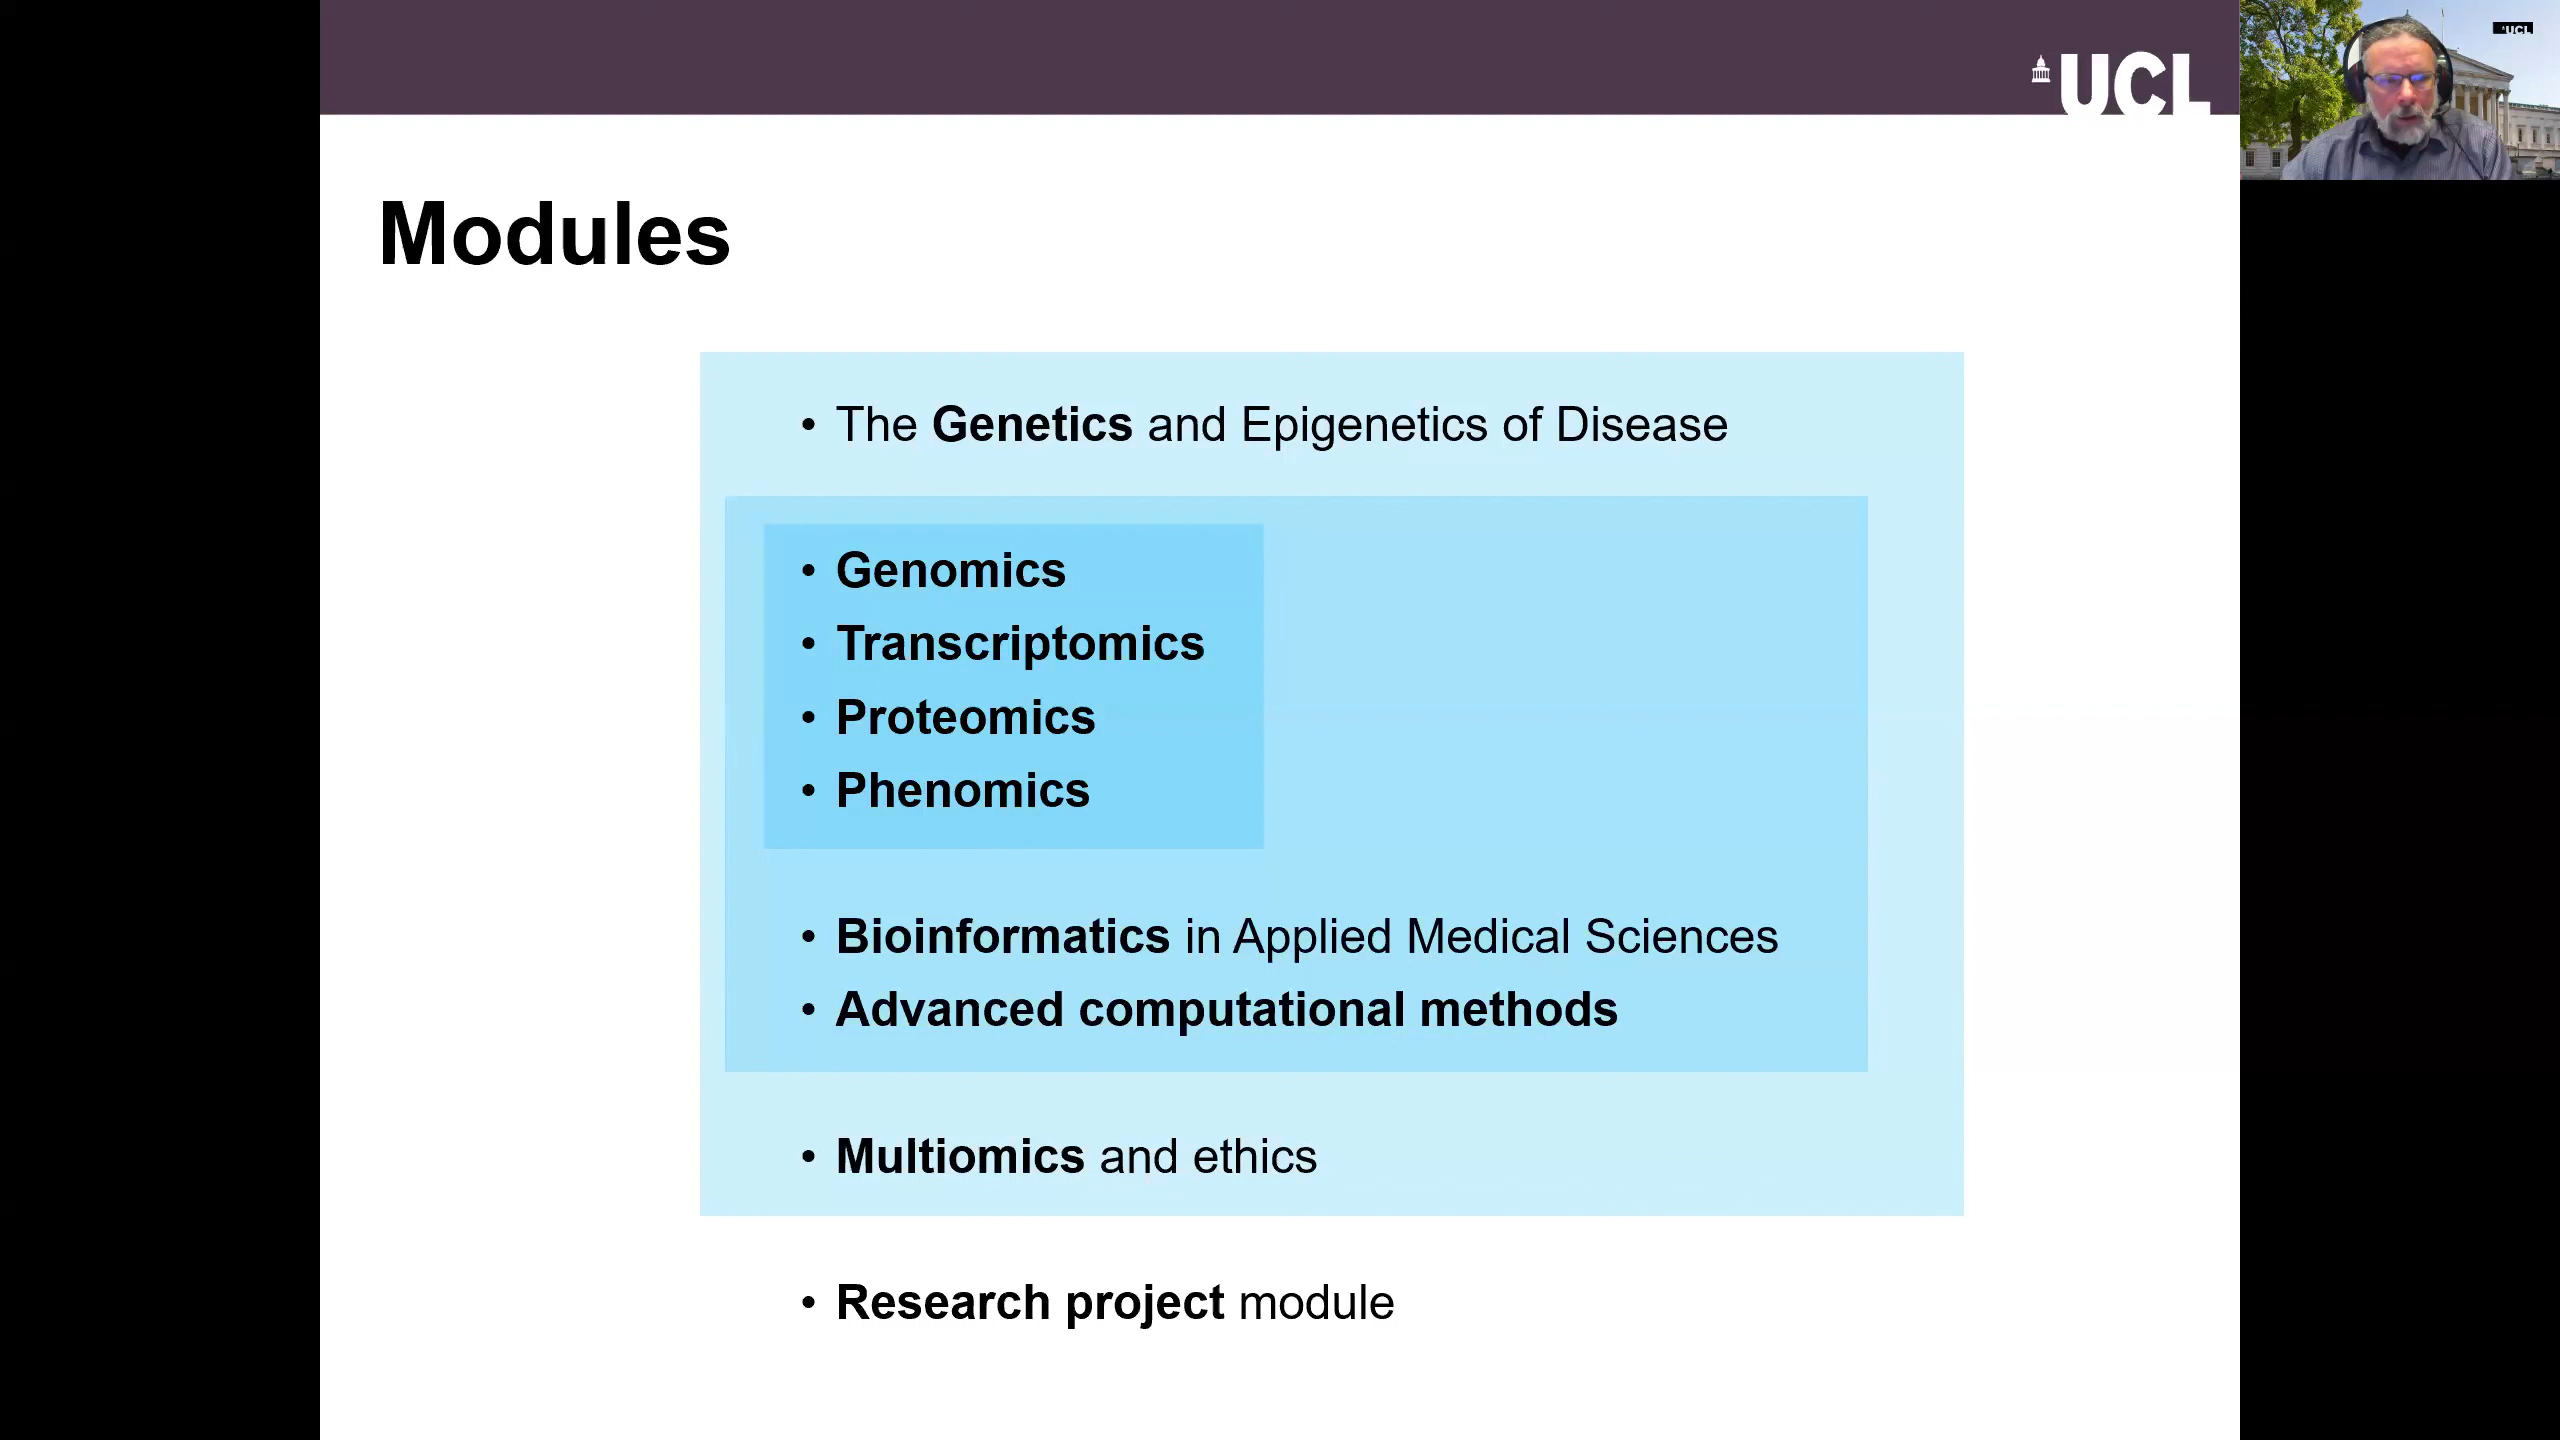 UCL
UCL
Modules
• The Genetics and Epigenetics of Disease
• Genomics
• Transcriptomics
• Proteomics
• Phenomics
• Bioinformatics in Applied Medical Sciences
• Advanced computational methods
• Multiomics and ethics
• Research project module